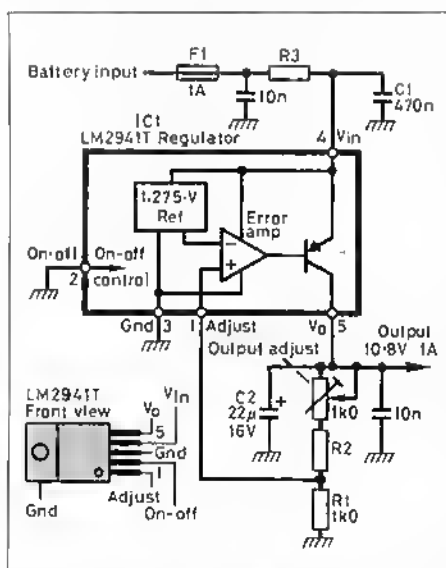 Battery input
F1
1A
10n
R3
C1
470n
IC1
LM2941T Regulator
4 Vin
1.275-V
Ref
Error
amp
On-off
2
On-off
control
Gnd 3
1 Adjust
Vo 5
Output
10·8V 1A
Output adjust
C2
22µ
16V
1k0
10n
R2
R1
1k0
LM2941T
Front view
Vo
5
Vin
Gnd
1
Adjust
On-off
Gnd